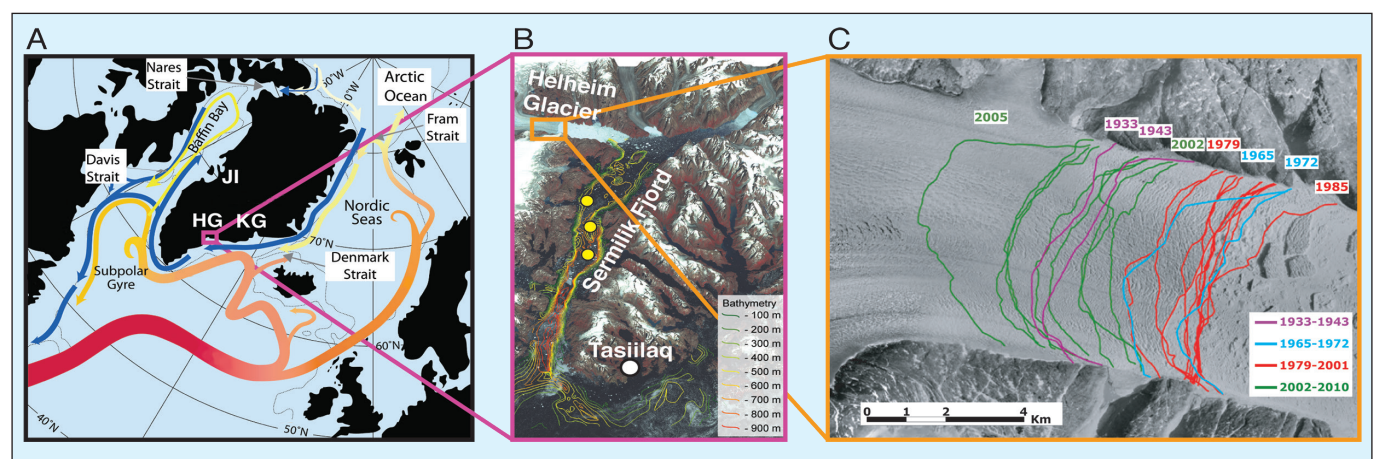 A
Nares
Strait
Baffin Bay
Davis
Strait
JI
HG
KG
Subpolar
Gyre
Arctic
Ocean
Fram
Strait
Nordic
Seas
Denmark
Strait
70°N
60°N
50°N
40°N
B
Helheim
Glacier
Sermilik Fjord
Tasiilaq
Bathymetry
- 100 m
- 200 m
- 300 m
- 400 m
- 500 m
- 600 m
- 700 m
- 800 m
- 900 m
C
2005
1933
1943
2002
1979
1965
1972
1985
1933-1943
1965-1972
1979-2001
2002-2010
0 1 2 4
Km